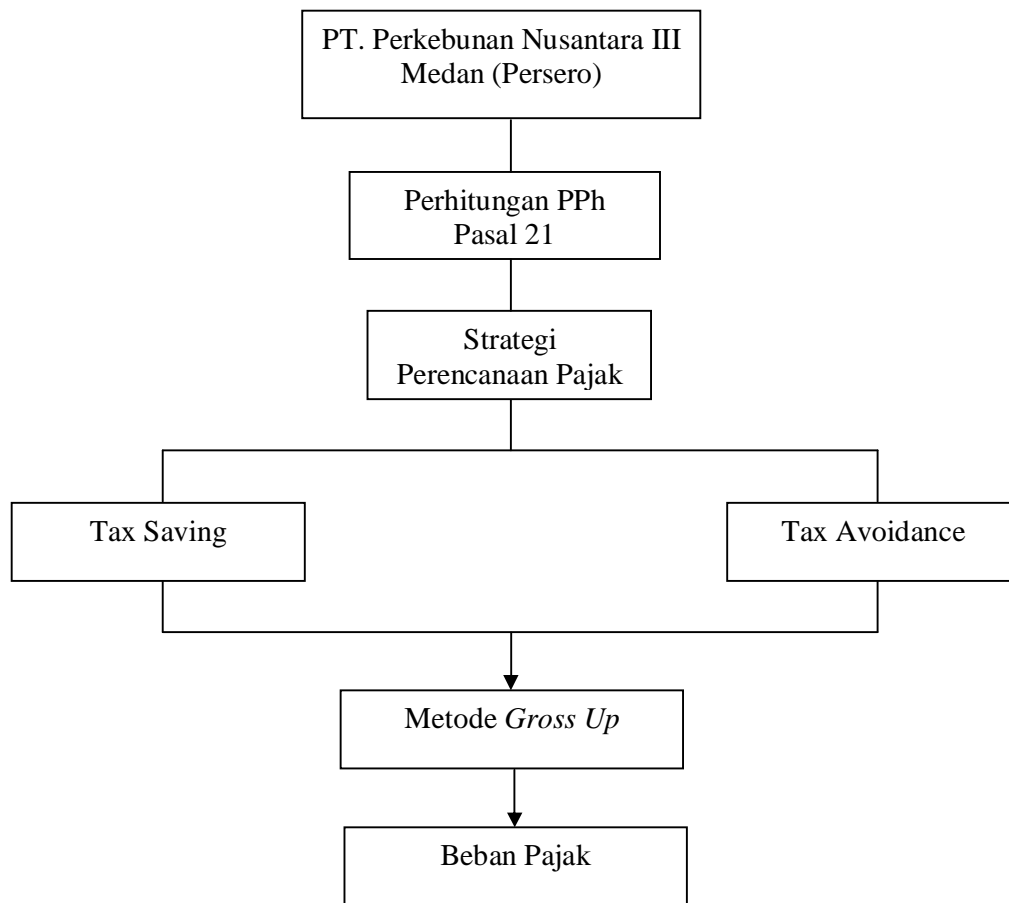 PT. Perkebunan Nusantara III
Medan (Persero)
Perhitungan PPh
Pasal 21
Strategi
Perencanaan Pajak
Tax Saving
Tax Avoidance
Metode Gross Up
Beban Pajak